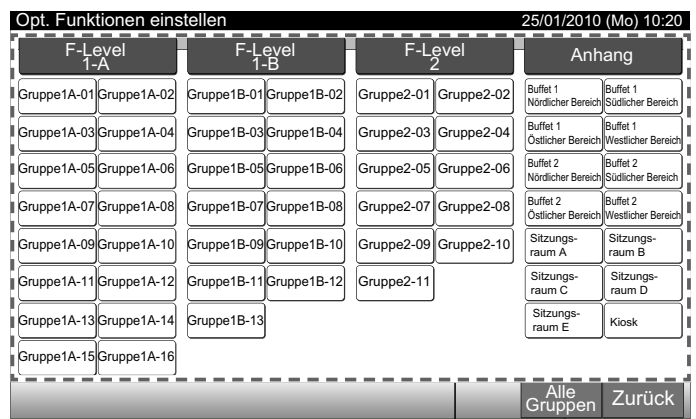 Opt. Funktionen einstellen 25/01/2010 (Mo) 10:20
F-Level
1-A
F-Level
1-B
F-Level
2
Anhang
Gruppe1A-01 Gruppe1A-02 Gruppe1B-01 Gruppe1B-02 Gruppe2-01 Gruppe2-02
Buffet 1
Nördlicher Bereich
Buffet 1
Südlicher Bereich
Gruppe1A-03 Gruppe1A-04 Gruppe1B-03 Gruppe1B-04 Gruppe2-03 Gruppe2-04
Buffet 1
Östlicher Bereich
Buffet 1
Westlicher Bereich
Gruppe1A-05 Gruppe1A-06 Gruppe1B-05 Gruppe1B-06 Gruppe2-05 Gruppe2-06
Buffet 2
Nördlicher Bereich
Buffet 2
Südlicher Bereich
Gruppe1A-07 Gruppe1A-08 Gruppe1B-07 Gruppe1B-08 Gruppe2-07 Gruppe2-08
Buffet 2
Östlicher Bereich
Buffet 2
Westlicher Bereich
Gruppe1A-09 Gruppe1A-10 Gruppe1B-09 Gruppe1B-10 Gruppe2-09 Gruppe2-10
Sitzungs-
raum A
Sitzungs-
raum B
Gruppe1A-11 Gruppe1A-12 Gruppe1B-11 Gruppe1B-12 Gruppe2-11
Sitzungs-
raum C
Sitzungs-
raum D
Gruppe1A-13 Gruppe1A-14 Gruppe1B-13
Sitzungs-
raum E
Kiosk
Gruppe1A-15 Gruppe1A-16
Alle
Gruppen
Zurück